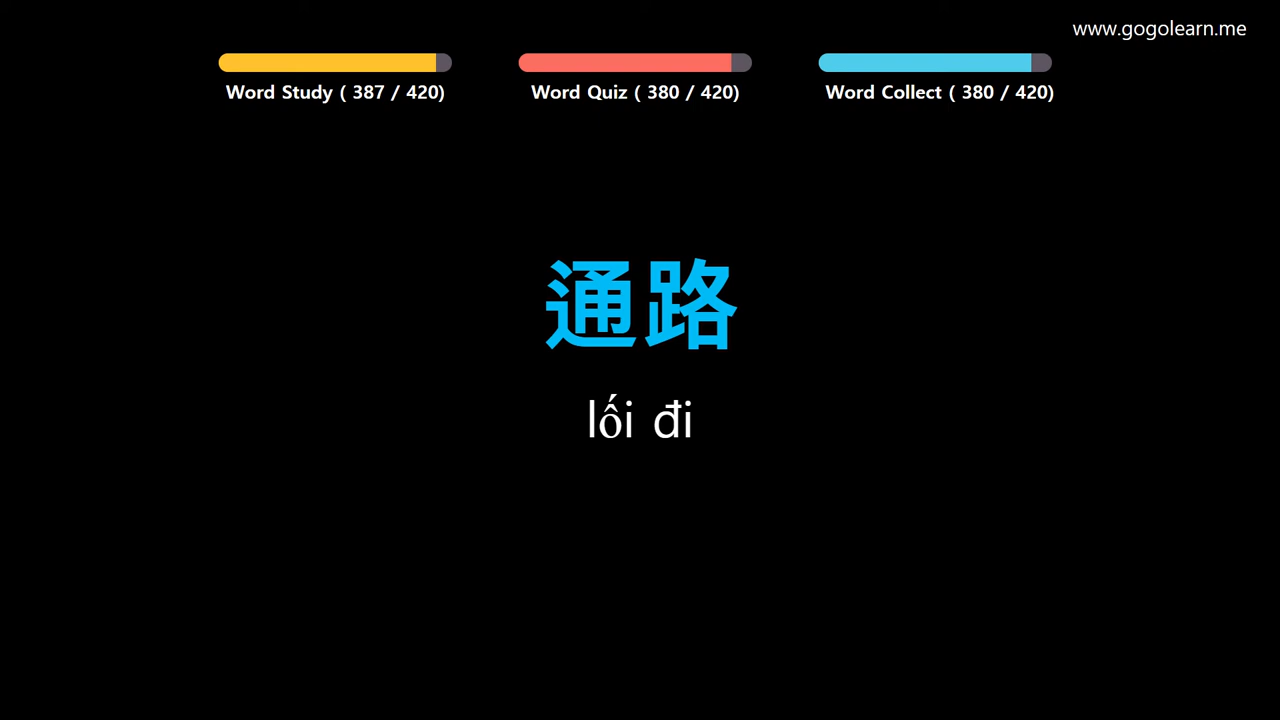 www.gogolearn.me
Word Study ( 387 / 420)
Word Quiz ( 380 / 420)
Word Collect ( 380 / 420)
通路
lối đi